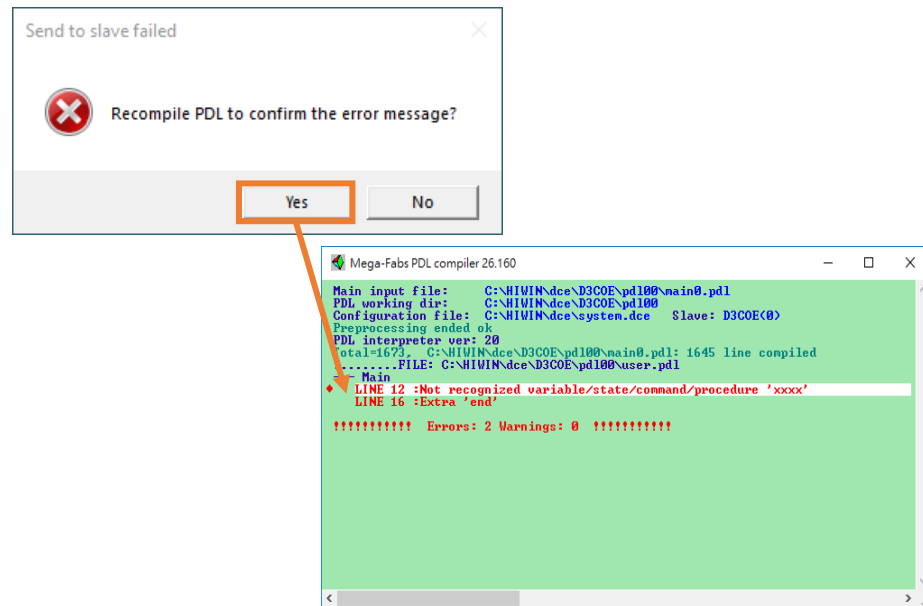 Send to slave failed
Recompile PDL to confirm the error message?
Yes
No
Mega-Fabs PDL compiler 26.160
Main input file: C:\HIWIN\dce\D3COE\pdl00\main0.pdl
PDL working dir: C:\HIWIN\dce\D3COE\pdl00
Configuration file: C:\HIWIN\dce\system.dce Slave: D3COE(0)
Preprocessing ended ok
PDL interpreter ver: 20
Total=1673, C:\HIWIN\dce\D3COE\pdl00\main0.pdl: 1645 line compiled
.........FILE: C:\HIWIN\dce\D3COE\pdl00\user.pdl
Main
LINE 12 :Not recognized variable/state/command/procedure 'xxxx'
LINE 16 :Extra 'end'
!!!!!!!!!!! Errors: 2 Warnings: 0 !!!!!!!!!!!